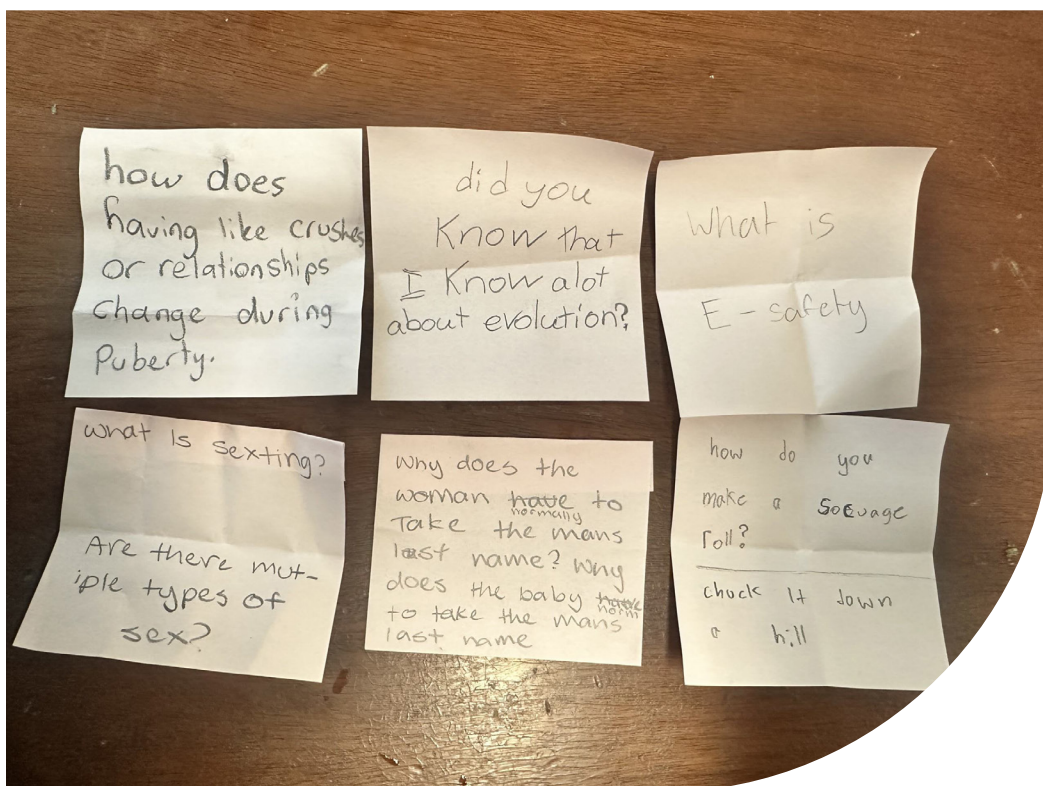 how does
having like crushes
or relationships
change during
Puberty.
did you
Know that
I Know alot
about evolution?
What is
E-safety
what Is sexting?
Are there mut-
iple types of
sex?
Why does the
woman have to
normally
Take the mans
last name? Why
does the baby have
norm
to take the mans
last name
how do you
make a sosuage
roll?
chuck It down
a hill